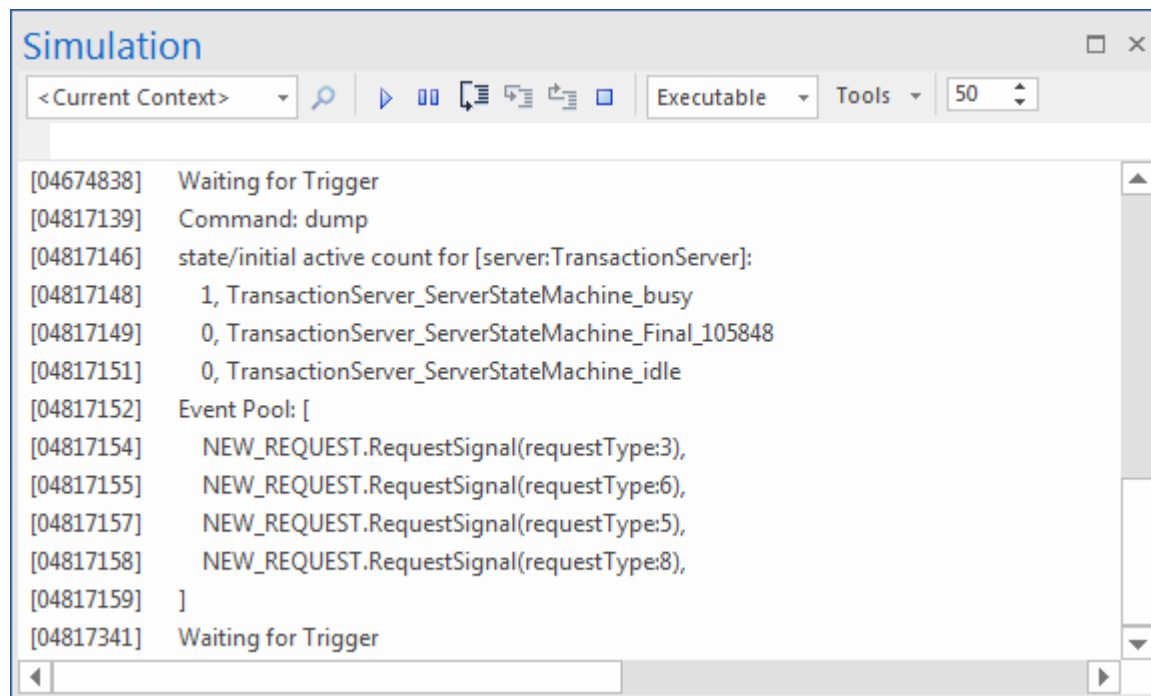 Simulation
<Current Context> Executable Tools 50
[04674838] Waiting for Trigger
[04817139] Command: dump
[04817146] state/initial active count for [server:TransactionServer]:
[04817148] 1, TransactionServer_ServerStateMachine_busy
[04817149] 0, TransactionServer_ServerStateMachine_Final_105848
[04817151] 0, TransactionServer_ServerStateMachine_idle
[04817152] Event Pool: [
[04817154] NEW_REQUEST.RequestSignal(requestType:3),
[04817155] NEW_REQUEST.RequestSignal(requestType:6),
[04817157] NEW_REQUEST.RequestSignal(requestType:5),
[04817158] NEW_REQUEST.RequestSignal(requestType:8),
[04817159] ]
[04817341] Waiting for Trigger